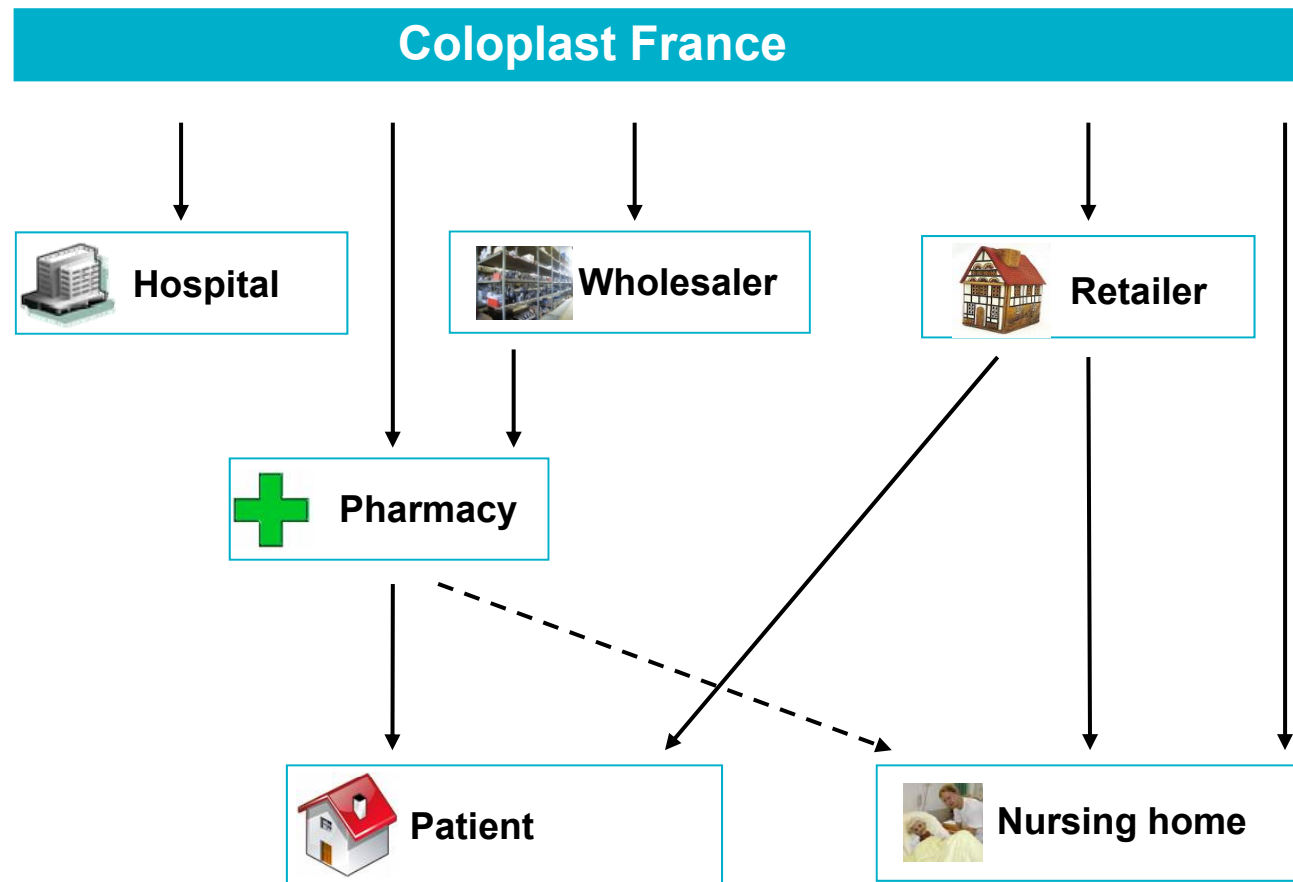 Coloplast France
Hospital
Wholesaler
Retailer
Pharmacy
Patient
Nursing home